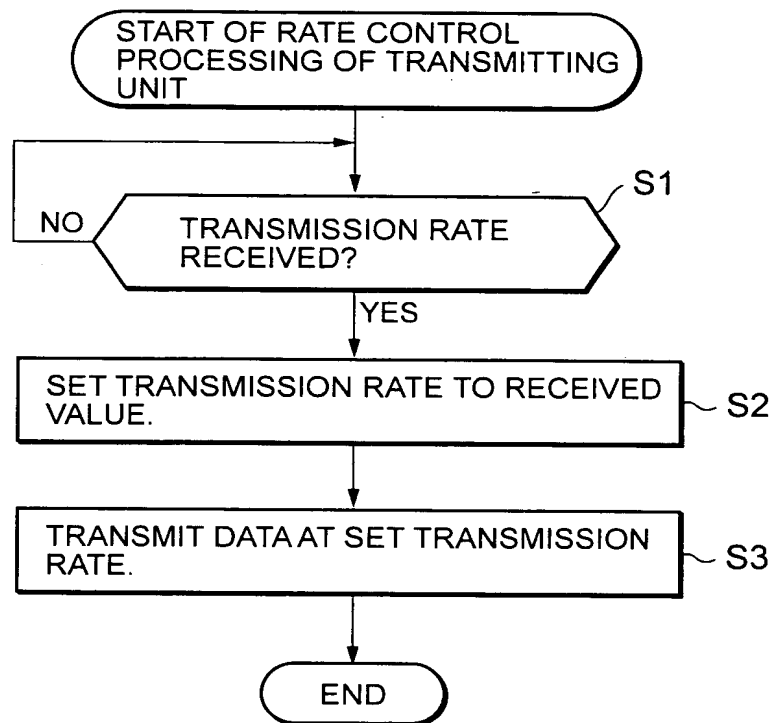 START OF RATE CONTROL
PROCESSING OF TRANSMITTING
UNIT
S1
NO
TRANSMISSION RATE
RECEIVED?
YES
SET TRANSMISSION RATE TO RECEIVED
VALUE.
S2
TRANSMIT DATA AT SET TRANSMISSION
RATE.
S3
END